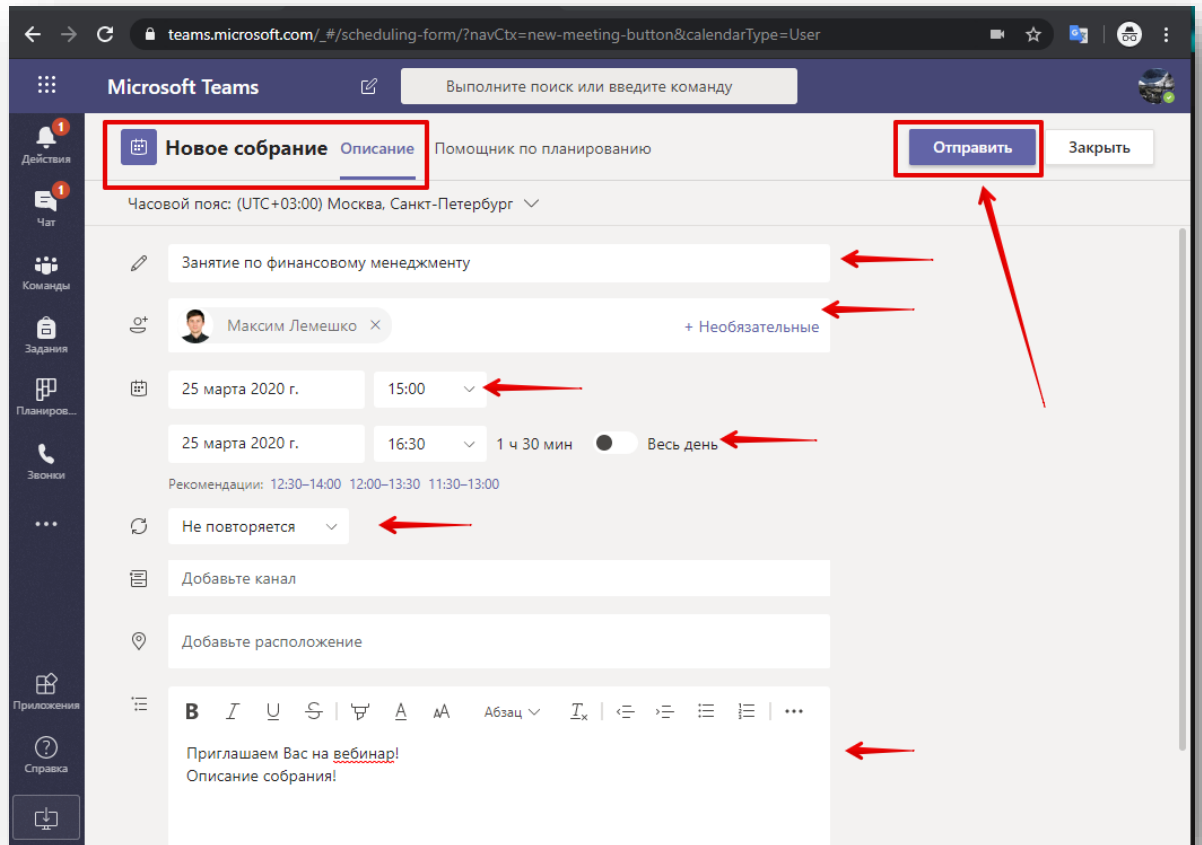 teams.microsoft.com/_#/scheduling-form/?navCtx=new-meeting-button&calendarType=User
Microsoft Teams
Выполните поиск или введите команду
1
Действия
1
Чат
Команды
Задания
Планиров...
Звонки
Приложения
Справка
Новое собрание Описание Помощник по планированию Отправить Закрыть
Часовой пояс: (UTC+03:00) Москва, Санкт-Петербург
Занятие по финансовому менеджменту
Максим Лемешко × + Необязательные
25 марта 2020 г. 15:00
25 марта 2020 г. 16:30 1 ч 30 мин Весь день
Рекомендации: 12:30–14:00 12:00–13:30 11:30–13:00
Не повторяется
Добавьте канал
Добавьте расположение
B I U S A AA Абзац Tx
Приглашаем Вас на вебинар!
Описание собрания!